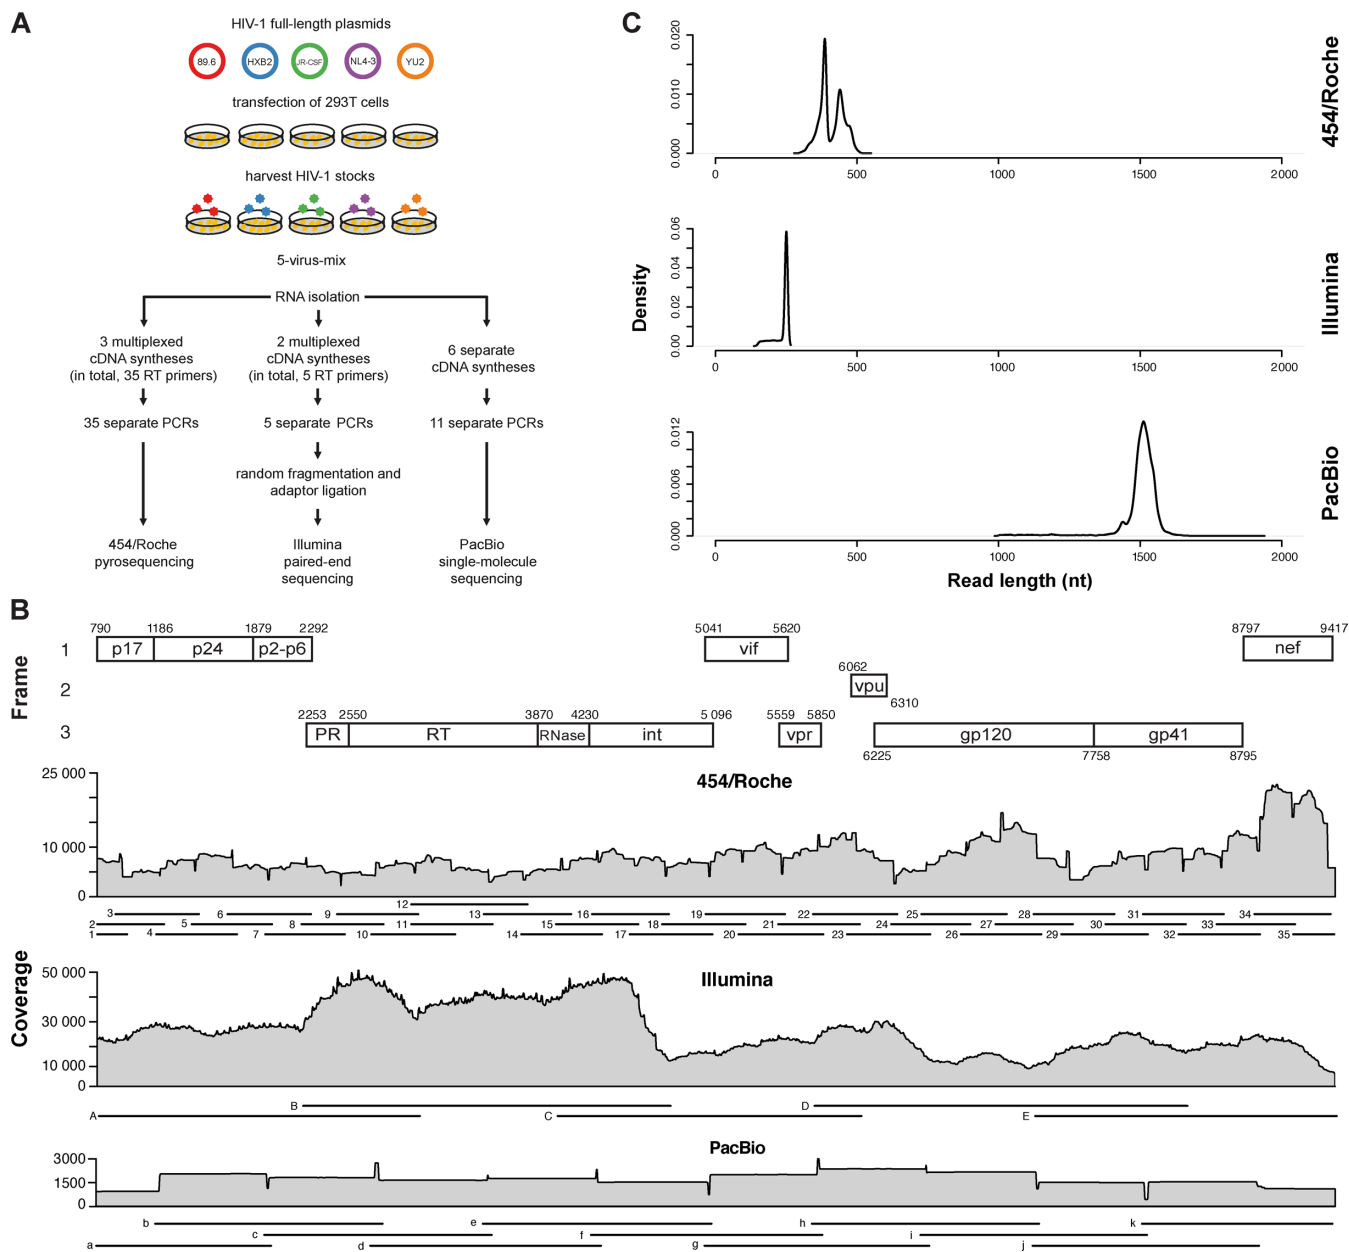 A
HIV-1 full-length plasmids
89.6 HXB2 JR-CSF NL4-3 YU2
transfection of 293T cells
harvest HIV-1 stocks
5-virus-mix
RNA isolation
3 multiplexed
cDNA syntheses
(in total, 35 RT primers)
2 multiplexed
cDNA syntheses
(in total, 5 RT primers)
6 separate
cDNA syntheses
35 separate PCRs
5 separate PCRs
11 separate PCRs
random fragmentation and
adaptor ligation
454/Roche
pyrosequencing
Illumina
paired-end
sequencing
PacBio
single-molecule
sequencing
C
0.000 0.010 0.020
0 500 1000 1500 2000
454/Roche
0.00 0.02 0.04 0.06
0 500 1000 1500 2000
Illumina
Density
0.000 0.006 0.012
0 500 1000 1500 2000
PacBio
Read length (nt)
B
Frame
1
790 1186 1879 2292
p17 p24 p2-p6
5041 5620
vif
8797 9417
nef
2
6062
vpu
6310
3
2253 2550 3870 4230 5 096
PR RT RNase int
5559 5850
vpr
gp120 gp41
6225 7758 8795
Coverage
454/Roche
25 000
10 000
0
12
3 6 9 13 16 19 22 25 28 31 34
2 5 8 11 15 18 21 24 27 30 33
1 4 7 10 14 17 20 23 26 29 32 35
Illumina
50 000
30 000
10 000
0
B D
A C E
PacBio
3000
1500
0
b e h k
c f i
a d g j